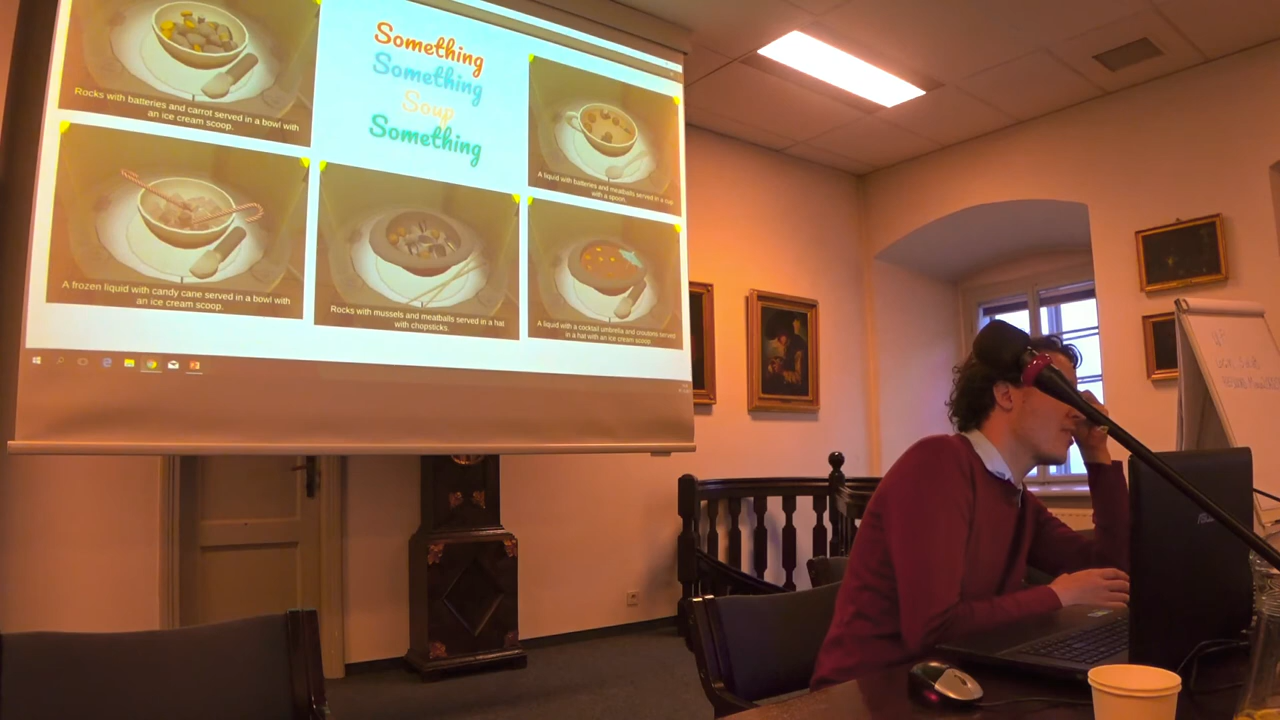 Something
Something
Soup
Something
Rocks with batteries and carrot served in a bowl with
an ice cream scoop.
A liquid with batteries and meatballs served in a cup
with a spoon.
A frozen liquid with candy cane served in a bowl with
an ice cream scoop.
Rocks with mussels and meatballs served in a hat
with chopsticks.
A liquid with a cocktail umbrella and croutons served
in a hat with an ice cream scoop.